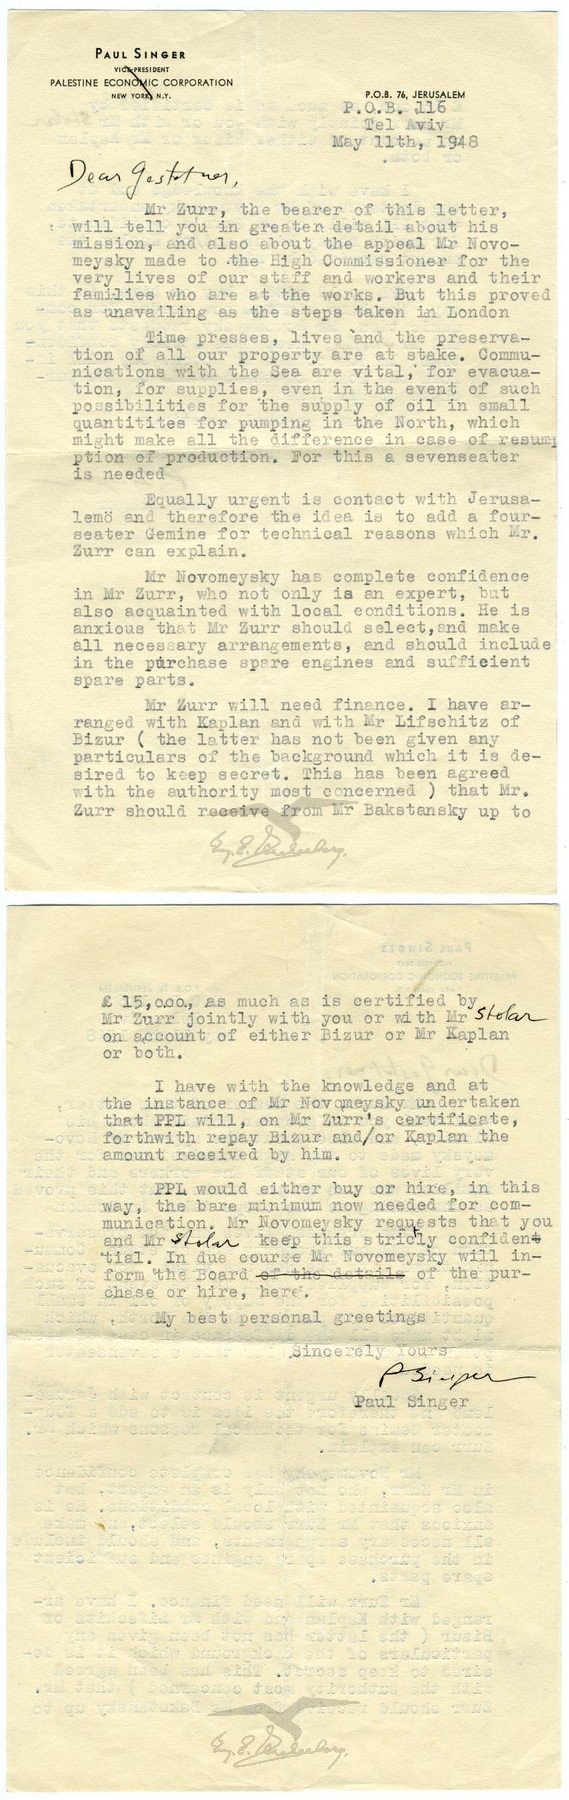 PAUL SINGER
VICE-PRESIDENT
PALESTINE ECONOMIC CORPORATION
NEW YORK, N.Y.
P.O.B. 76, JERUSALEM
P.O.B. 116
Tel Aviv
May 11th, 1948
Dear Gestetner,
Mr Zurr, the bearer of this letter,
will tell you in greater detail about his
mission, and also about the appeal Mr Novo-
meysky made to the High Commissioner for the
very lives of our staff and workers and their
families who are at the works. But this proved
as unavailing as the steps taken in London
Time presses, lives and the preserva-
tion of all our property are at stake. Commu-
nications with the Sea are vital, for evacua-
tion, for supplies, even in the event of such
possibilities for the supply of oil in small
quantitites for pumping in the North, which
might make all the difference in case of resum
ption of production. For this a sevenseater
is needed
Equally urgent is contact with Jerusa-
lemö and therefore the idea is to add a four-
seater Gemine for technical reasons which Mr.
Zurr can explain.
Mr Novomeysky has complete confidence
in Mr Zurr, who not only is an expert, but
also acquainted with local conditions. He is
anxious that Mr Zurr should select, and make
all necessary arrangements, and should include
in the purchase spare engines and sufficient
spare parts.
Mr Zurr will need finance. I have ar-
ranged with Kaplan and with Mr Lifschitz of
Bizur ( the latter has not been given any
particulars of the background which it is de-
sired to keep secret. This has been agreed
with the authority most concerned ) that Mr.
Zurr should receive from Mr Bakstansky up to
£ 15,000., as much as is certified by
Mr Zurr jointly with you or with Mr Stolar
on account of either Bizur or Mr Kaplan
or both.
I have with the knowledge and at
the instance of Mr Novomeysky undertaken
that PPL will, on Mr Zurr's certificate,
forthwith repay Bizur and/or Kaplan the
amount received by him.
PPL would either buy or hire, in this
way, the bare minimum now needed for com-
munication. Mr Novomeysky requests that you
and Mr Stolar keep this strictly confident
tial. In due course Mr Novomeysky will in-
form the Board of the details of the pur-
chase or hire, here.
My best personal greetings
Sincerely Yours
P Singer
Paul Singer